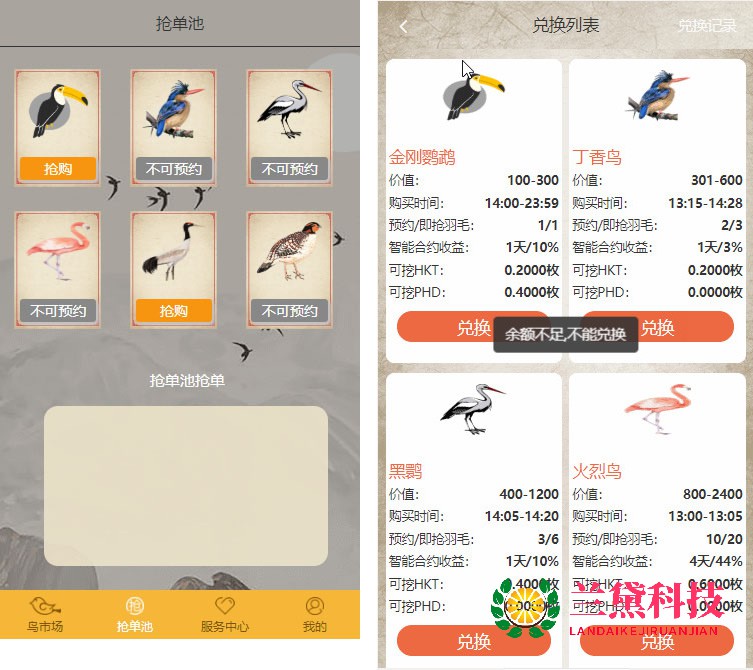 抢单池
抢购
不可预约
不可预约
不可预约
抢购
不可预约
抢单池抢单
鸟市场
抢单池
服务中心
我的
兑换列表
兑换记录
金刚鹦鹉
价值: 100-300
购买时间: 14:00-23:59
预约/即抢羽毛: 1/1
智能合约收益: 1天/10%
可挖HKT: 0.2000枚
可挖PHD: 0.4000枚
兑换
丁香鸟
价值: 301-600
购买时间: 13:15-14:28
预约/即抢羽毛: 2/3
智能合约收益: 1天/3%
可挖HKT: 0.2000枚
可挖PHD: 0.0000枚
兑换
余额不足,不能兑换
黑鹳
价值: 400-1200
购买时间: 14:05-14:20
预约/即抢羽毛: 3/6
智能合约收益: 1天/10%
可挖HKT: .4000枚
可挖PHD:
兑换
火烈鸟
价值: 800-2400
购买时间: 13:00-13:05
预约/即抢羽毛: 10/20
智能合约收益: 4天/44%
可挖HKT: 0.6000枚
可挖PHD: 0.0000枚
兑换
兰黛科技
LANDAIKEJIRUANJIAN